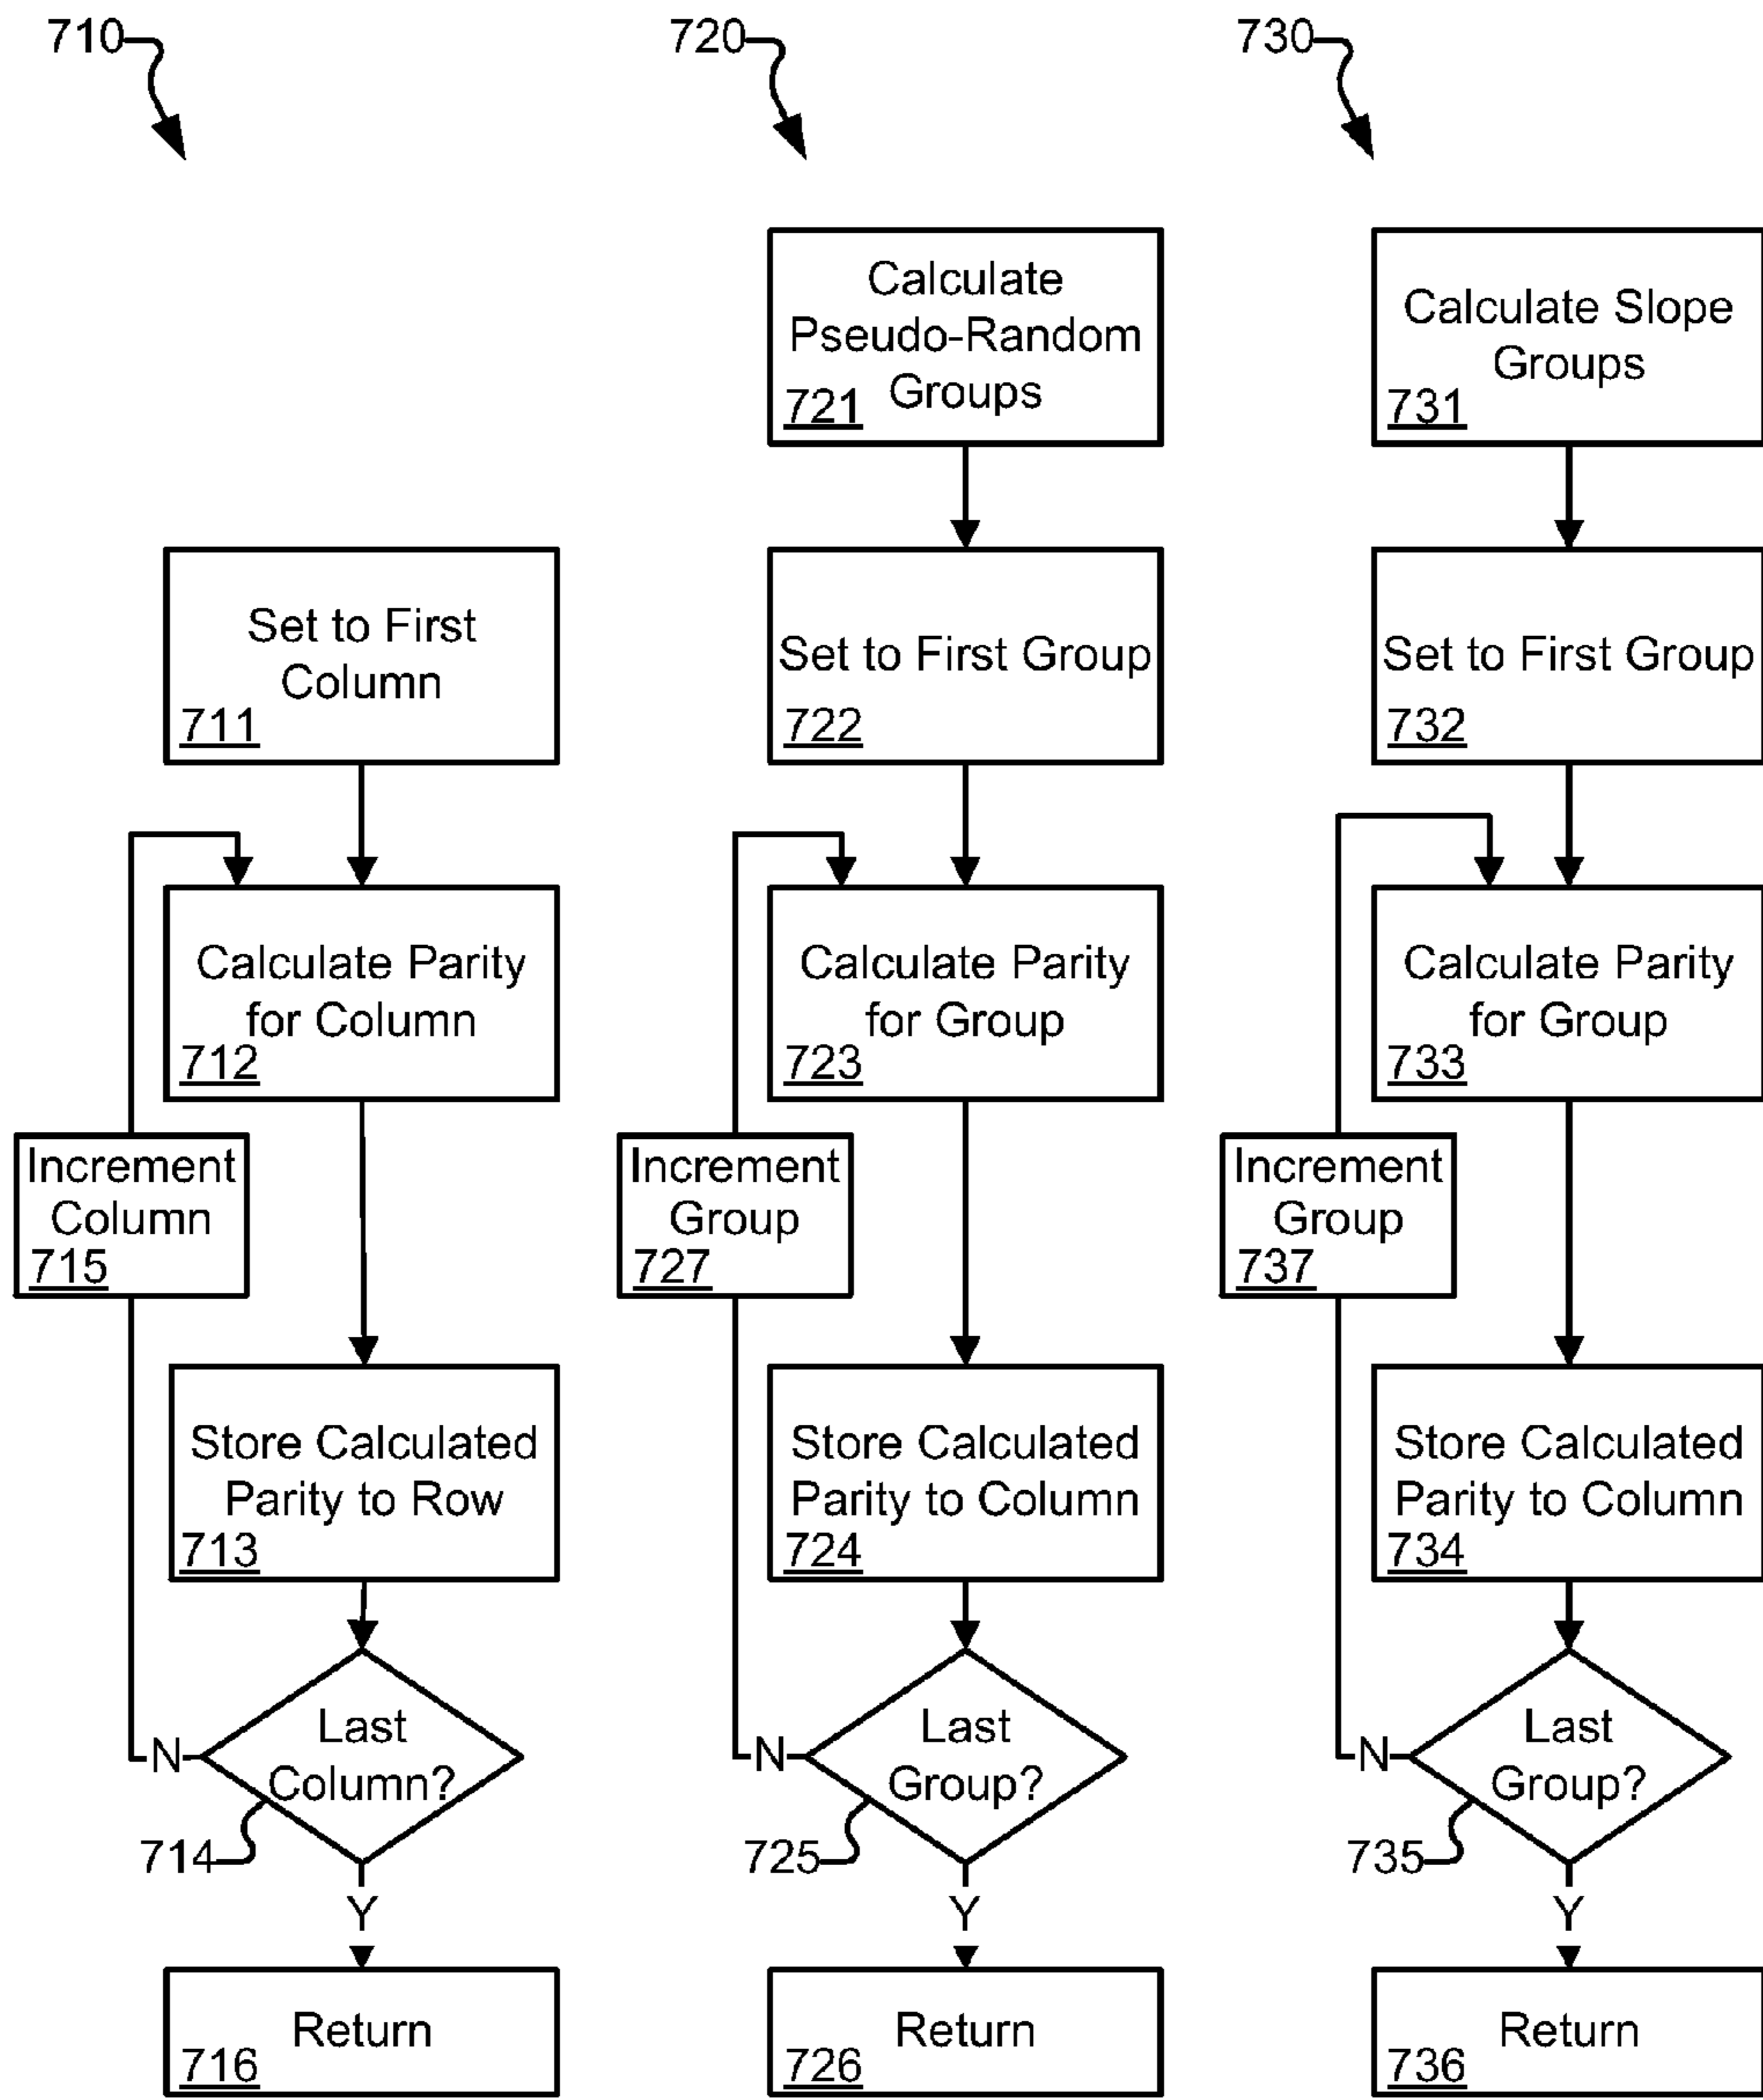 710
720
730
Calculate
Pseudo-Random
Groups
721
Calculate Slope
Groups
731
Set to First
Column
711
Set to First Group
722
Set to First Group
732
Calculate Parity
for Column
712
Calculate Parity
for Group
723
Calculate Parity
for Group
733
Increment
Column
715
Increment
Group
727
Increment
Group
737
Store Calculated
Parity to Row
713
Store Calculated
Parity to Column
724
Store Calculated
Parity to Column
734
Last
Column?
N
714
Y
Last
Group?
N
725
Y
Last
Group?
N
735
Y
Return
716
Return
726
Return
736